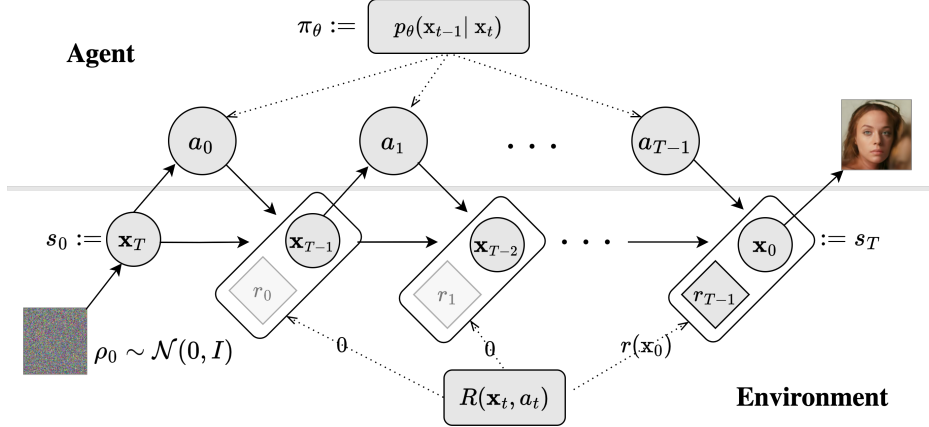 π_θ := p_θ(x_{t−1}| x_t)
Agent
a_0 a_1 · · · a_{T−1}
s_0 := x_T x_{T−1} x_{T−2} · · · x_0 := s_T
r_0 r_1 r_{T−1}
ρ_0 ∼ 𝒩(0, I) 0 0 r(x_0)
R(x_t, a_t)
Environment